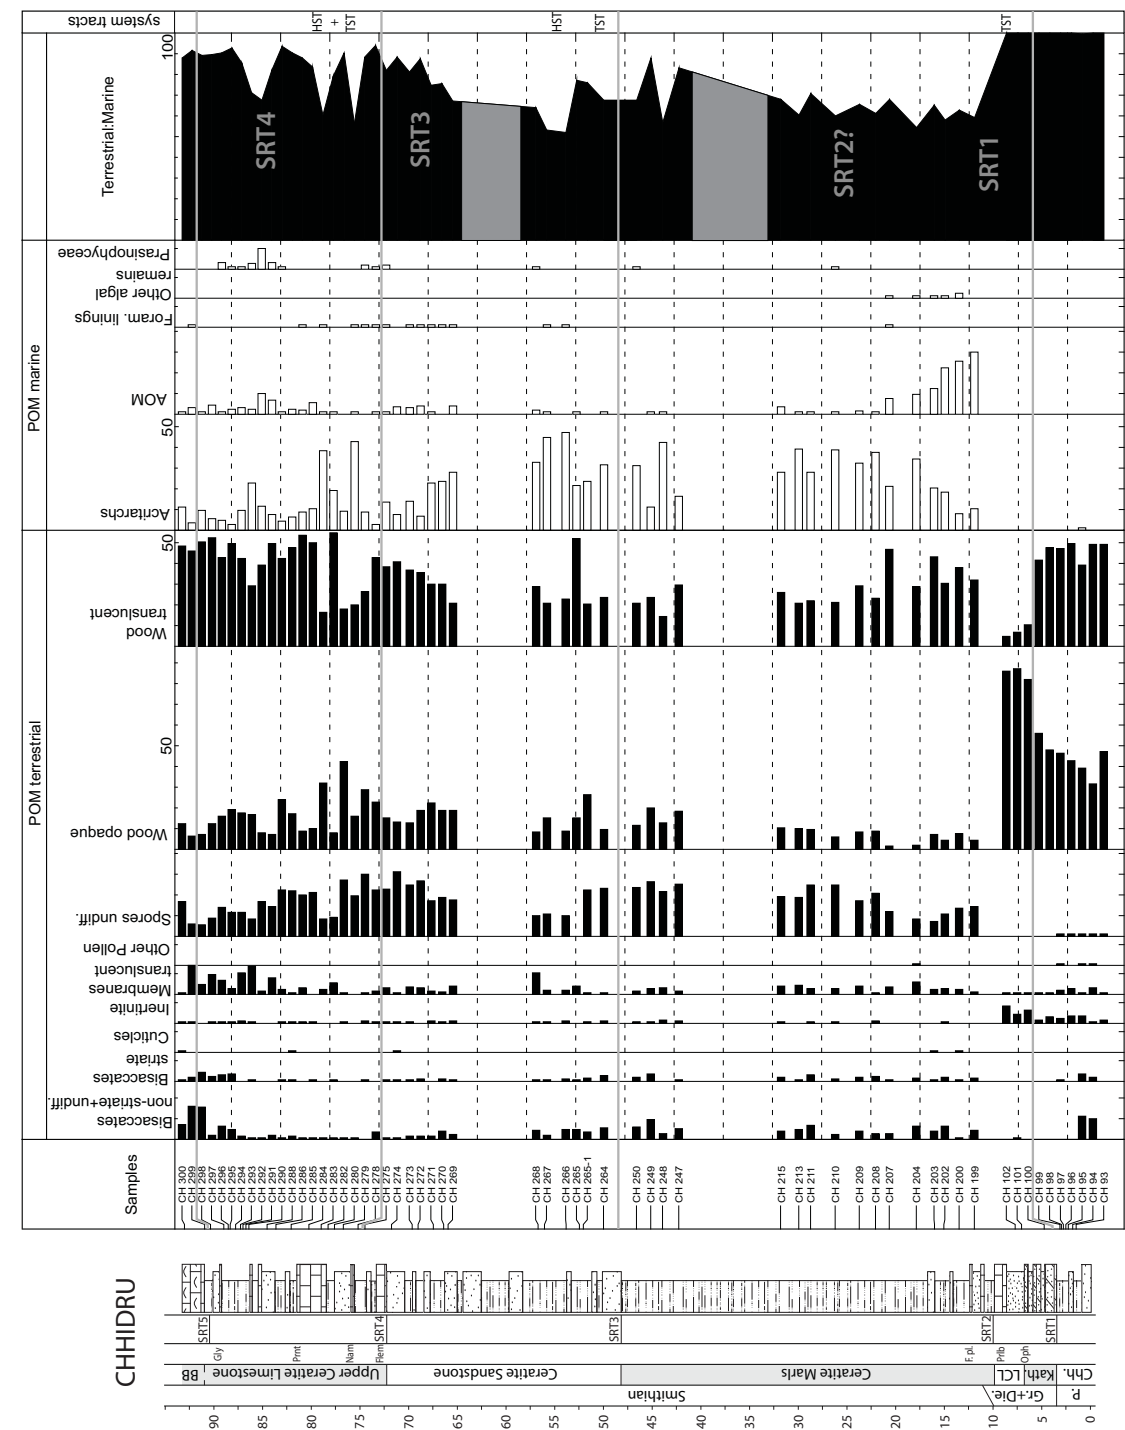 CHHIDRU
system tracts
HST
+
TST
HST
TST
TST
Terrestrial:Marine
100
SRT4
SRT3
SRT2?
SRT1
POM marine
Prasinophyceae
Other algal
remains
Foram. linings
AOM
Acritarchs
50
POM terrestrial
Wood
translucent
50
Wood opaque
50
Spores undiff.
Other Pollen
Membranes
translucent
Inertinite
Cuticles
Bisaccates
striate
Bisaccates
non-striate+undiff.
Samples
CH 300
CH 299
CH 298
CH 297
CH 296
CH 295
CH 294
CH 293
CH 292
CH 291
CH 290
CH 288
CH 286
CH 285
CH 284
CH 283
CH 282
CH 280
CH 279
CH 278
CH 275
CH 274
CH 273
CH 272
CH 271
CH 270
CH 269
CH 268
CH 267
CH 266
CH 265
CH 265-1
CH 264
CH 250
CH 249
CH 248
CH 247
CH 215
CH 213
CH 211
CH 210
CH 209
CH 208
CH 207
CH 204
CH 203
CH 202
CH 200
CH 199
CH 102
CH 101
CH 100
CH 99
CH 98
CH 97
CH 96
CH 95
CH 94
CH 93
SRT5
SRT4
SRT3
SRT2
SRT1
Gly
Prnt
Nam
Flem
F. pl.
Prlb
Oph
BB
Upper Ceratite Limestone
Ceratite Sandstone
Ceratite Marls
LCL
Kath.
Chh.
Smithian
Gr.+Die.
P.
90
85
80
75
70
65
60
55
50
45
40
35
30
25
20
15
10
5
0